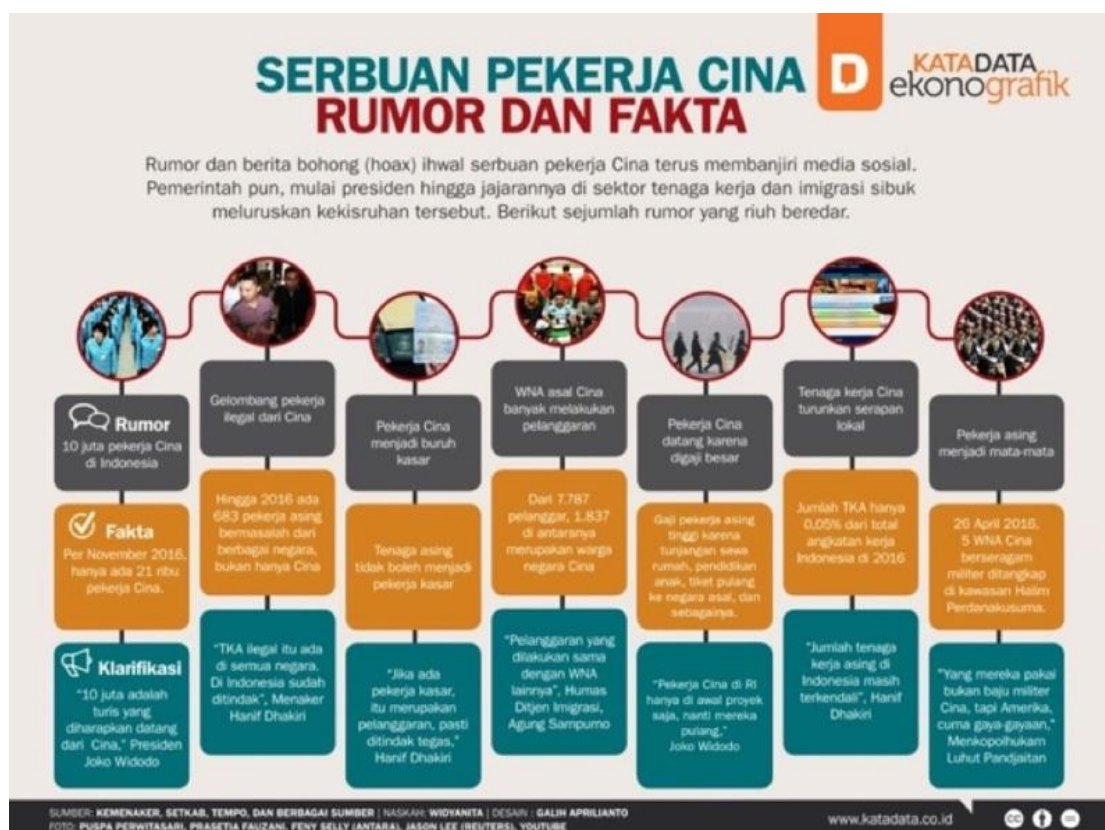 SERBUAN PEKERJA CINA
RUMOR DAN FAKTA
KATADATA
ekonografik
Rumor dan berita bohong (hoax) ihwal serbuan pekerja Cina terus membanjiri media sosial.
Pemerintah pun, mulai presiden hingga jajarannya di sektor tenaga kerja dan imigrasi sibuk
meluruskan kekisruhan tersebut. Berikut sejumlah rumor yang riuh beredar.
Rumor
10 juta pekerja Cina
di Indonesia
Fakta
Per November 2016,
hanya ada 21 ribu
pekerja Cina.
Klarifikasi
"10 juta adalah
turis yang
diharapkan datang
dari Cina," Presiden
Joko Widodo
Gelombang pekerja
ilegal dari Cina
Hingga 2016 ada
683 pekerja asing
bermasalah dari
berbagai negara,
bukan hanya Cina
"TKA ilegal itu ada
di semua negara.
Di Indonesia sudah
ditindak", Menaker
Hanif Dhakiri
Pekerja Cina
menjadi buruh
kasar
Tenaga asing
tidak boleh menjadi
pekerja kasar
"Jika ada
pekerja kasar,
itu merupakan
pelanggaran, pasti
ditindak tegas,"
Hanif Dhakiri
WNA asal Cina
banyak melakukan
pelanggaran
Dari 7.787
pelanggar, 1.837
di antaranya
merupakan warga
negara Cina
"Pelanggaran yang
dilakukan sama
dengan WNA
lainnya", Humas
Ditjen Imigrasi,
Agung Sampurno
Pekerja Cina
datang karena
digaji besar
Gaji pekerja asing
tinggi karena
tunjangan sewa
rumah, pendidikan
anak, tiket pulang
ke negara asal, dan
sebagainya.
"Pekerja Cina di RI
hanya di awal proyek
saja, nanti mereka
pulang,"
Joko Widodo
Tenaga kerja Cina
turunkan serapan
lokal
Jumlah TKA hanya
0,05% dari total
angkatan kerja
Indonesia di 2016
"Jumlah tenaga
kerja asing di
Indonesia masih
terkendali", Hanif
Dhakiri
Pekerja asing
menjadi mata-mata
26 April 2016,
5 WNA Cina
berseragam
militer ditangkap
di kawasan Halim
Perdanakusuma.
"Yang mereka pakai
bukan baju militer
Cina, tapi Amerika,
cuma gaya-gayaan,"
Menkopolhukam
Luhut Pandjaitan
SUMBER: KEMENAKER, SETKAB, TEMPO, DAN BERBAGAI SUMBER | NASKAH: WIDYANITA | DESAIN : GALIH APRILIANTO
FOTO: PUSPA PERWITASARI, PRASETIA FAUZANI, FENY SELLY (ANTARA), JASON LEE (REUTERS), YOUTUBE
www.katadata.co.id